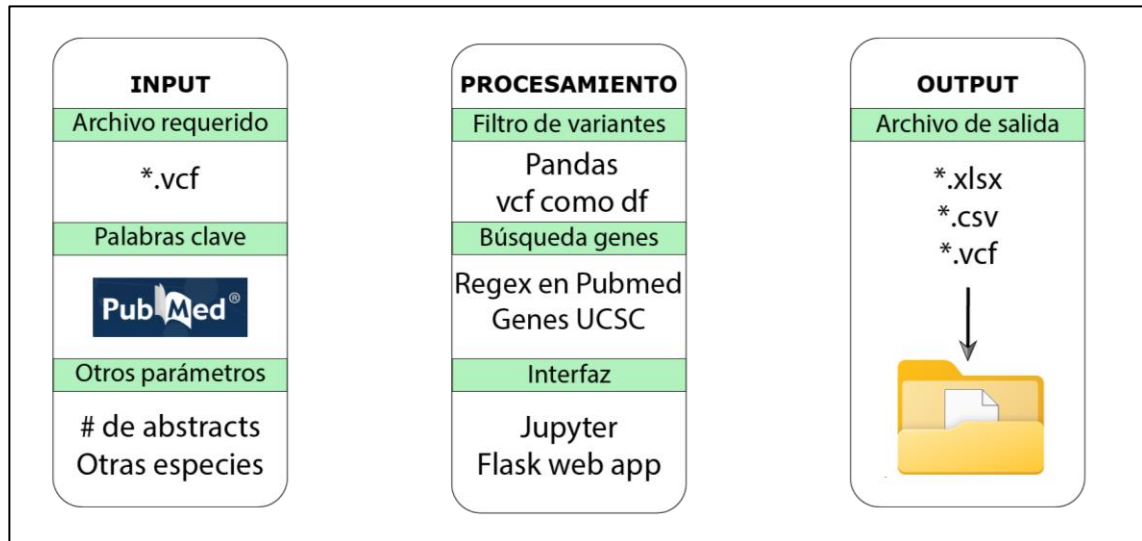 INPUT
Archivo requerido
*.vcf
Palabras clave
PubMed®
Otros parámetros
# de abstracts
Otras especies
PROCESAMIENTO
Filtro de variantes
Pandas
vcf como df
Búsqueda genes
Regex en Pubmed
Genes UCSC
Interfaz
Jupyter
Flask web app
OUTPUT
Archivo de salida
*.xlsx
*.csv
*.vcf